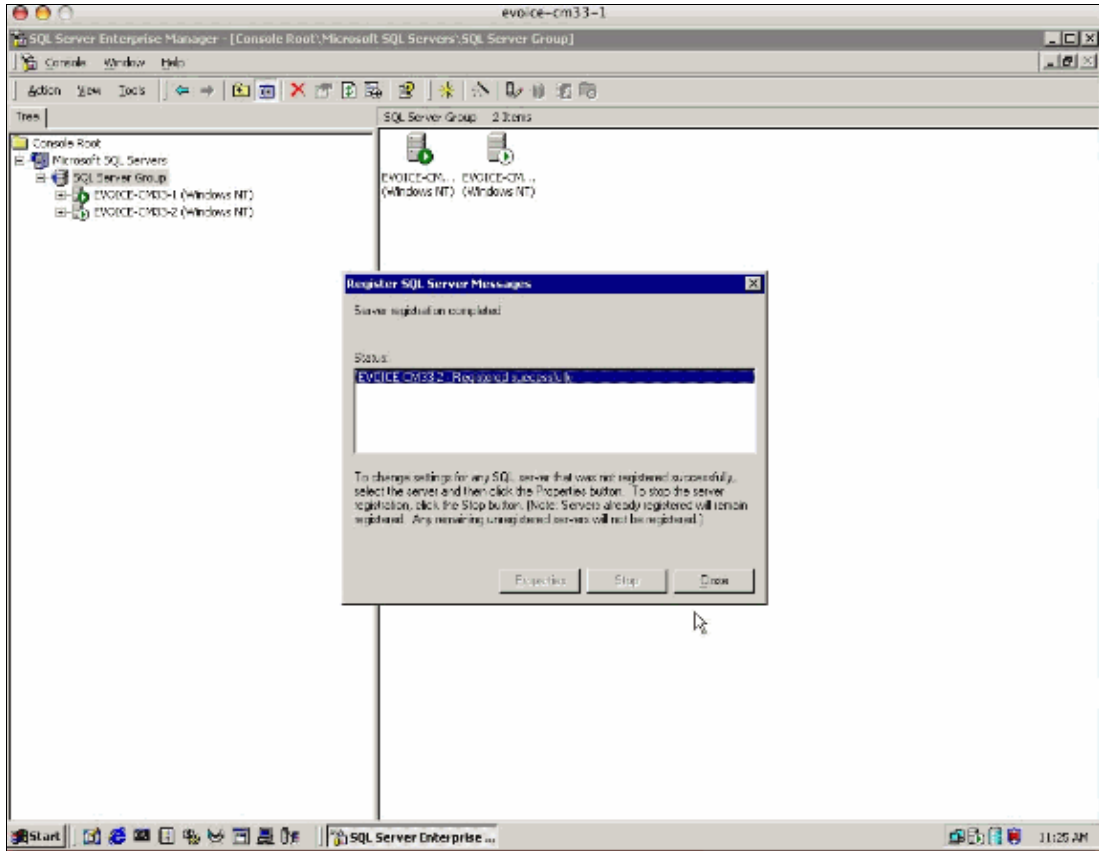 evoice-cm33-1
SQL Server Enterprise Manager - [Console Root\Microsoft SQL Servers\SQL Server Group]
Console Window Help
Action View Tools
Tree
SQL Server Group 2 Items
Console Root
Microsoft SQL Servers
SQL Server Group
EVOICE-CM33-1 (Windows NT)
EVOICE-CM33-2 (Windows NT)
EVOICE-CM... EVOICE-CM...
(Windows NT) (Windows NT)
Register SQL Server Messages
Server registration completed
Status:
EVOICE-CM33-2 - Registered successfully
To change settings for any SQL server that was not registered successfully,
select the server and then click the Properties button. To stop the server
registration, click the Stop button. (Note: Servers already registered will remain
registered. Any remaining unregistered servers will not be registered.)
Properties Stop Close
Start SQL Server Enterprise ... 11:25 AM